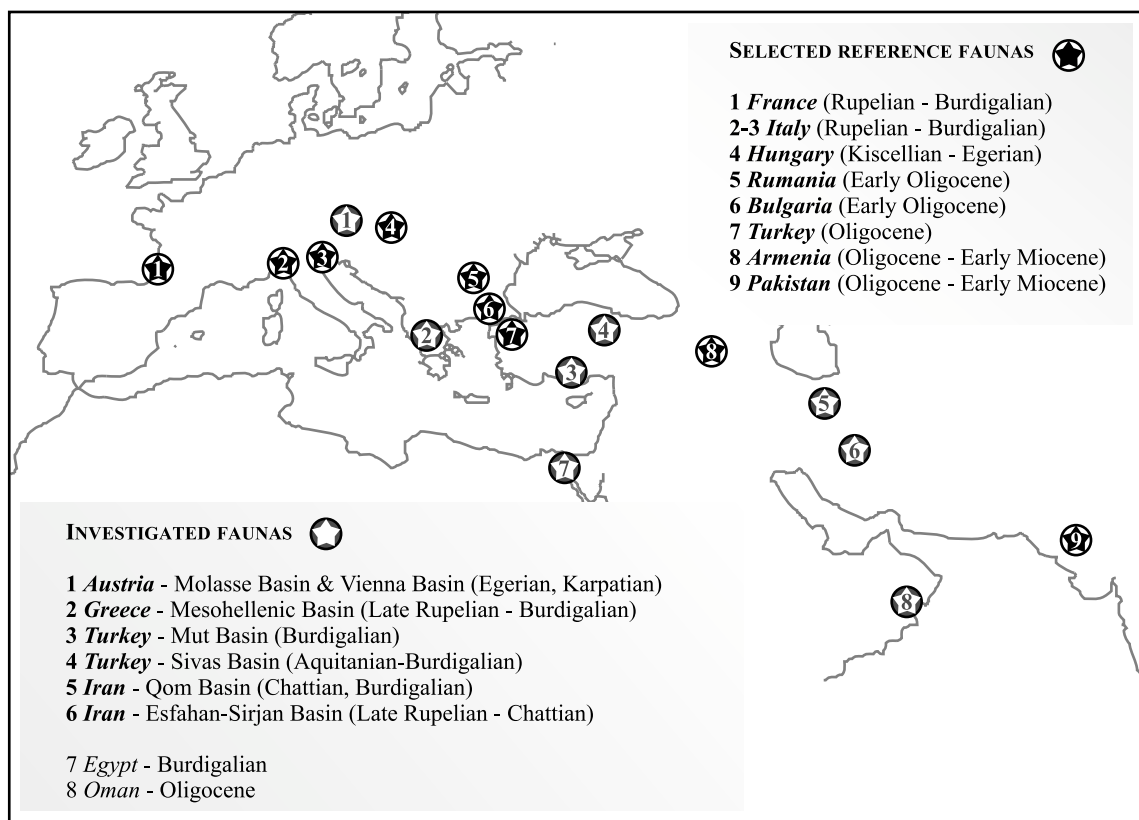 SELECTED REFERENCE FAUNAS
1 France (Rupelian - Burdigalian)
2-3 Italy (Rupelian - Burdigalian)
4 Hungary (Kiscellian - Egerian)
5 Rumania (Early Oligocene)
6 Bulgaria (Early Oligocene)
7 Turkey (Oligocene)
8 Armenia (Oligocene - Early Miocene)
9 Pakistan (Oligocene - Early Miocene)
1
4
1
2
3
5
6
2
7
4
8
3
5
6
7
9
8
INVESTIGATED FAUNAS
1 Austria - Molasse Basin & Vienna Basin (Egerian, Karpatian)
2 Greece - Mesohellenic Basin (Late Rupelian - Burdigalian)
3 Turkey - Mut Basin (Burdigalian)
4 Turkey - Sivas Basin (Aquitanian-Burdigalian)
5 Iran - Qom Basin (Chattian, Burdigalian)
6 Iran - Esfahan-Sirjan Basin (Late Rupelian - Chattian)
7 Egypt - Burdigalian
8 Oman - Oligocene